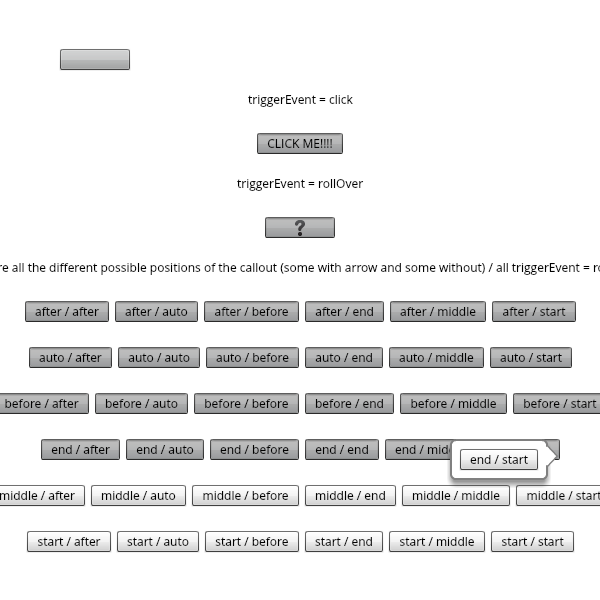 triggerEvent = click
CLICK ME!!!!
triggerEvent = rollOver
?
all the different possible positions of the callout (some with arrow and some without) / all triggerEvent =
after / after after / auto after / before after / end after / middle after / start
auto / after auto / auto auto / before auto / end auto / middle auto / start
before / after before / auto before / before before / end before / middle before / start
end / after end / auto end / before end / end end / end / start
middle / after middle / auto middle / before middle / end middle / middle middle / start
start / after start / auto start / before start / end start / middle start / start